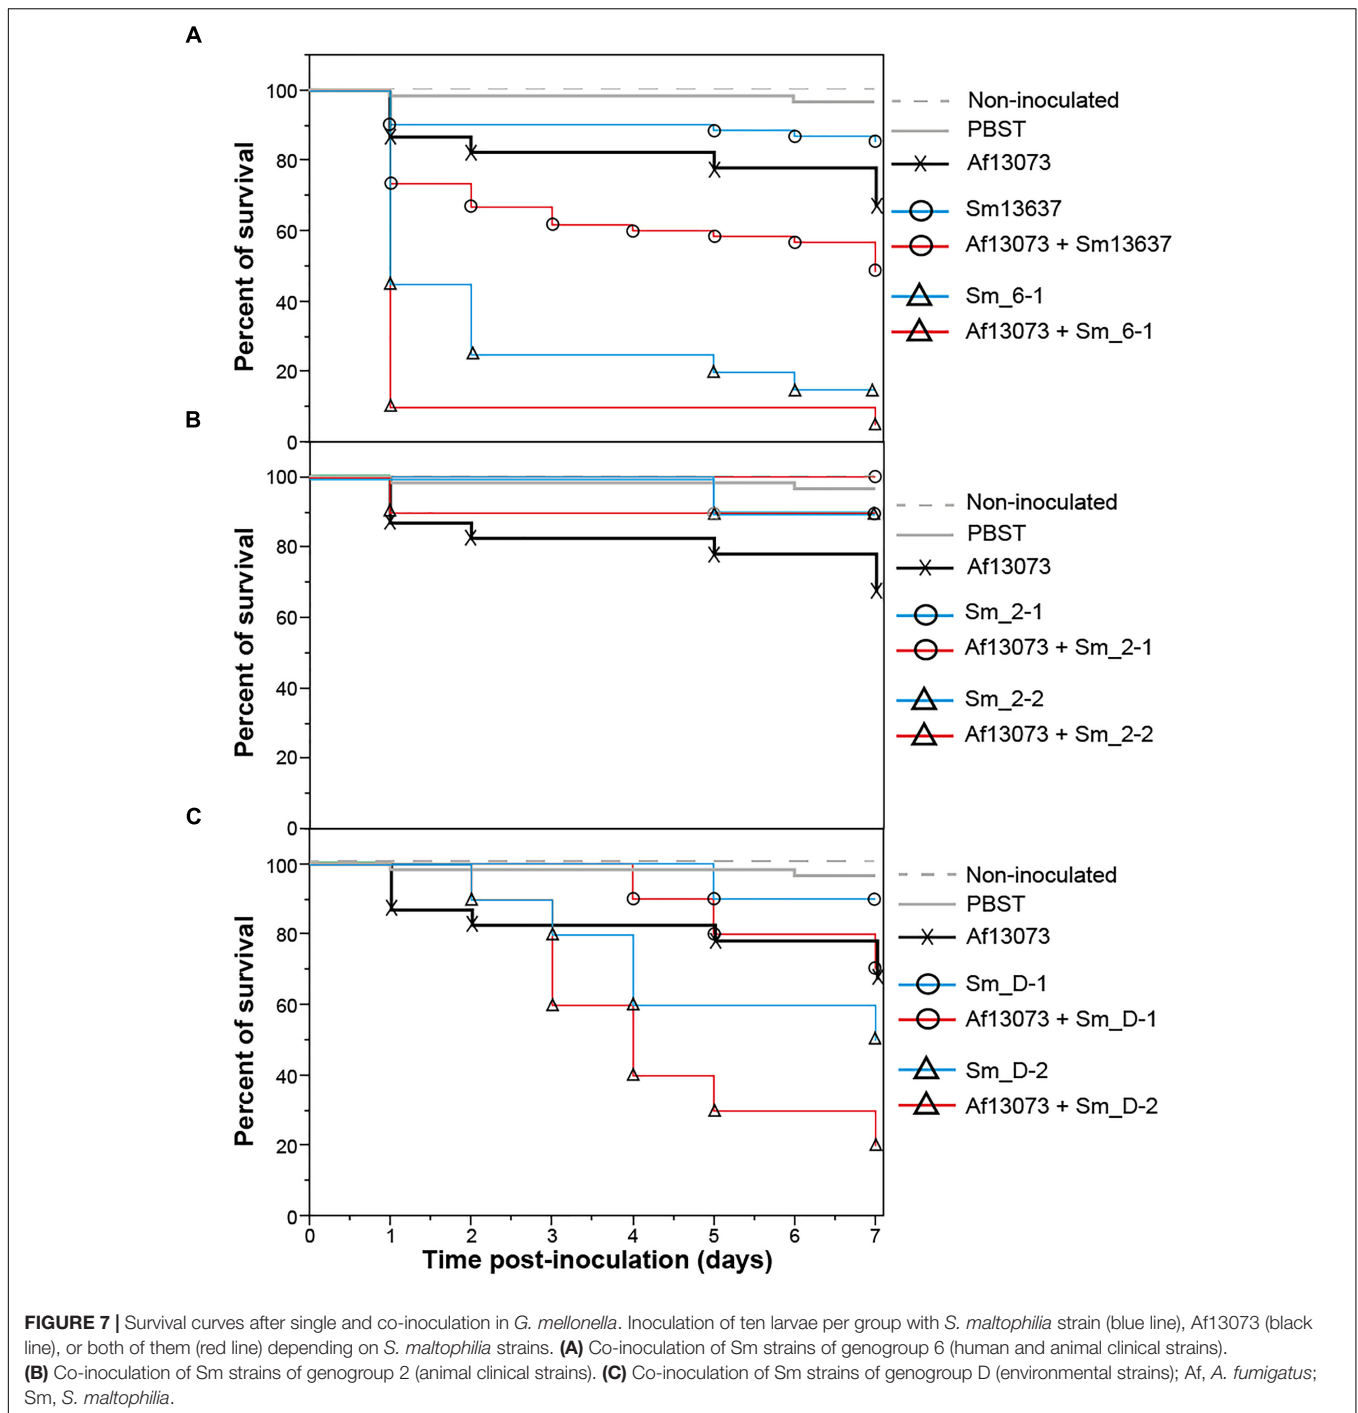 A
100
80
60
40
20
0
Percent of survival
Non-inoculated
PBST
Af13073
Sm13637
Af13073 + Sm13637
Sm_6-1
Af13073 + Sm_6-1
B
100
80
60
40
20
0
Percent of survival
Non-inoculated
PBST
Af13073
Sm_2-1
Af13073 + Sm_2-1
Sm_2-2
Af13073 + Sm_2-2
C
100
80
60
40
20
0
Percent of survival
Non-inoculated
PBST
Af13073
Sm_D-1
Af13073 + Sm_D-1
Sm_D-2
Af13073 + Sm_D-2
0 1 2 3 4 5 6 7
Time post-inoculation (days)
FIGURE 7 | Survival curves after single and co-inoculation in G. mellonella. Inoculation of ten larvae per group with S. maltophilia strain (blue line), Af13073 (black
line), or both of them (red line) depending on S. maltophilia strains. (A) Co-inoculation of Sm strains of genogroup 6 (human and animal clinical strains).
(B) Co-inoculation of Sm strains of genogroup 2 (animal clinical strains). (C) Co-inoculation of Sm strains of genogroup D (environmental strains); Af, A. fumigatus;
Sm, S. maltophilia.